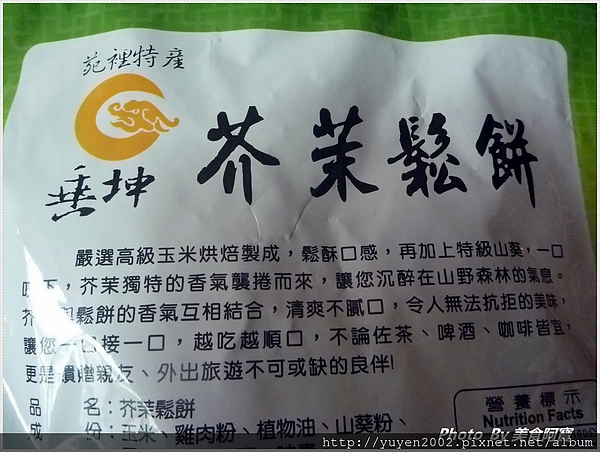 苑裡特產
垂坤
芥茉鬆餅
嚴選高級玉米烘焙製成，鬆酥口感，再加上特級山葵，一口
下，芥茉獨特的香氣襲捲而來，讓您沉醉在山野森林的氣息。
芥 與鬆餅的香氣互相結合，清爽不膩口，令人無法抗拒的美味，
讓您一口接一口，越吃越順口，不論佐茶、啤酒、咖啡皆宜，
更是饋贈親友、外出旅遊不可或缺的良伴!
品 名：芥茉鬆餅
成 份：玉米、雞肉粉、植物油、山葵粉、
營養標示
Nutrition Facts
Photo By 美食阿寬
http://yuyen2002.pixnet.net/album